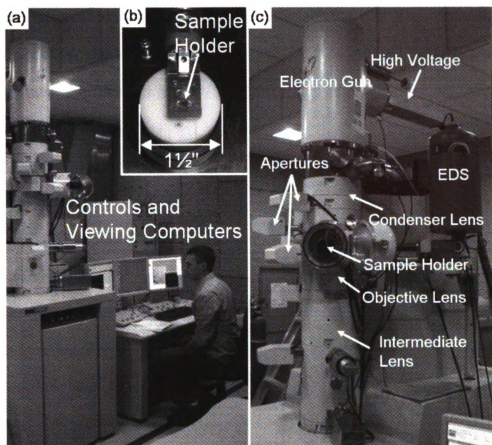 (a)
(b)
Sample
Holder
1½"
Controls and
Viewing Computers
(c)
High Voltage
Electron Gun
Apertures
EDS
Condenser Lens
Sample Holder
Objective Lens
Intermediate
Lens